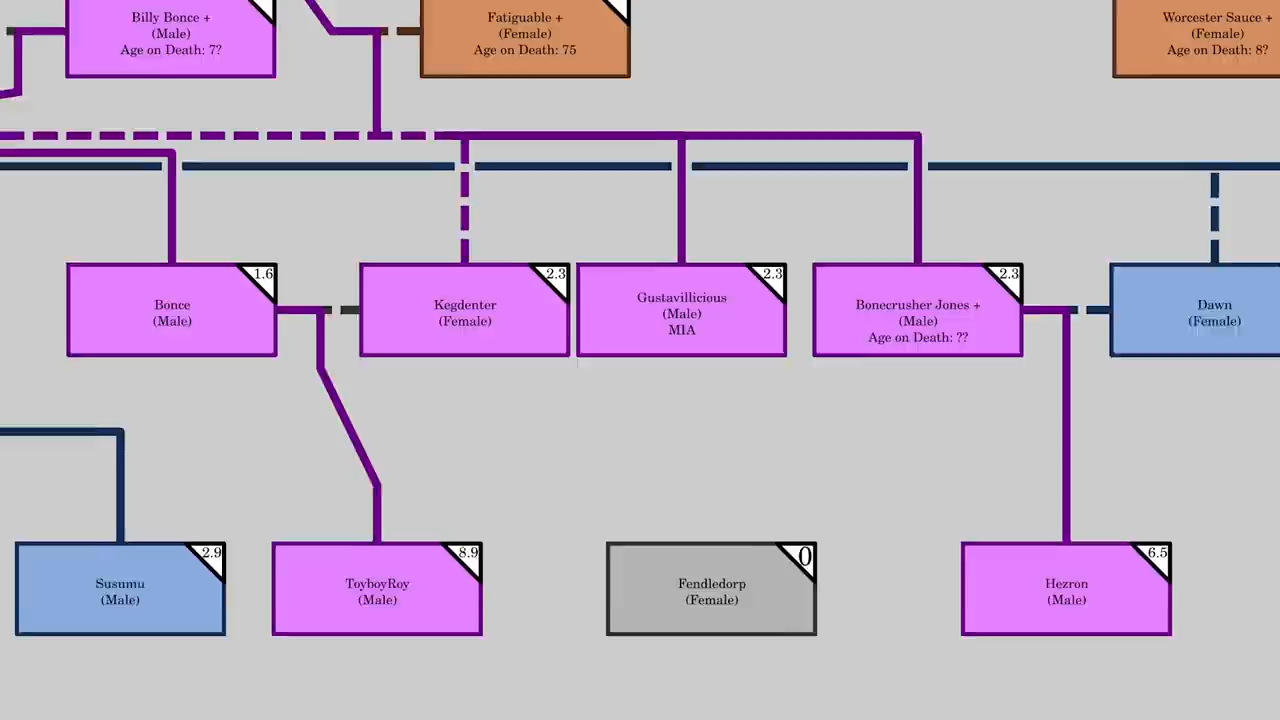 Billy Bonce +
(Male)
Age on Death: 7?
Fatiguable +
(Female)
Age on Death: 75
Worcester Sauce +
(Female)
Age on Death: 8?
1.6
Bonce
(Male)
2.3
Kegdenter
(Female)
2.3
Gustavillicious
(Male)
MIA
2.3
Bonecrusher Jones +
(Male)
Age on Death: ??
Dawn
(Female)
2.9
Susumu
(Male)
8.9
ToyboyRoy
(Male)
0
Fendledorp
(Female)
6.5
Hezron
(Male)